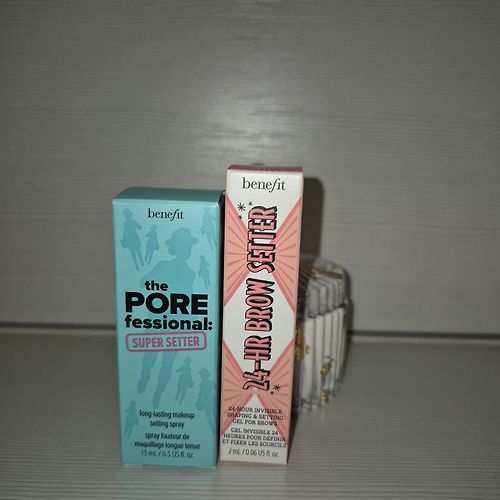 benefit
the
PORE
fessional:
SUPER SETTER
long-lasting makeup
setting spray
spray fixateur de
maquillage longue tenue
15 mL / 0.5 US fl. oz.
benefit
24-HR BROW SETTER
24-HOUR INVISIBLE
SHAPING & SETTING
GEL FOR BROWS
GEL INVISIBLE 24
HEURES POUR DÉFINIR
ET FIXER LES SOURCILS
2 mL / 0.06 US fl. oz.